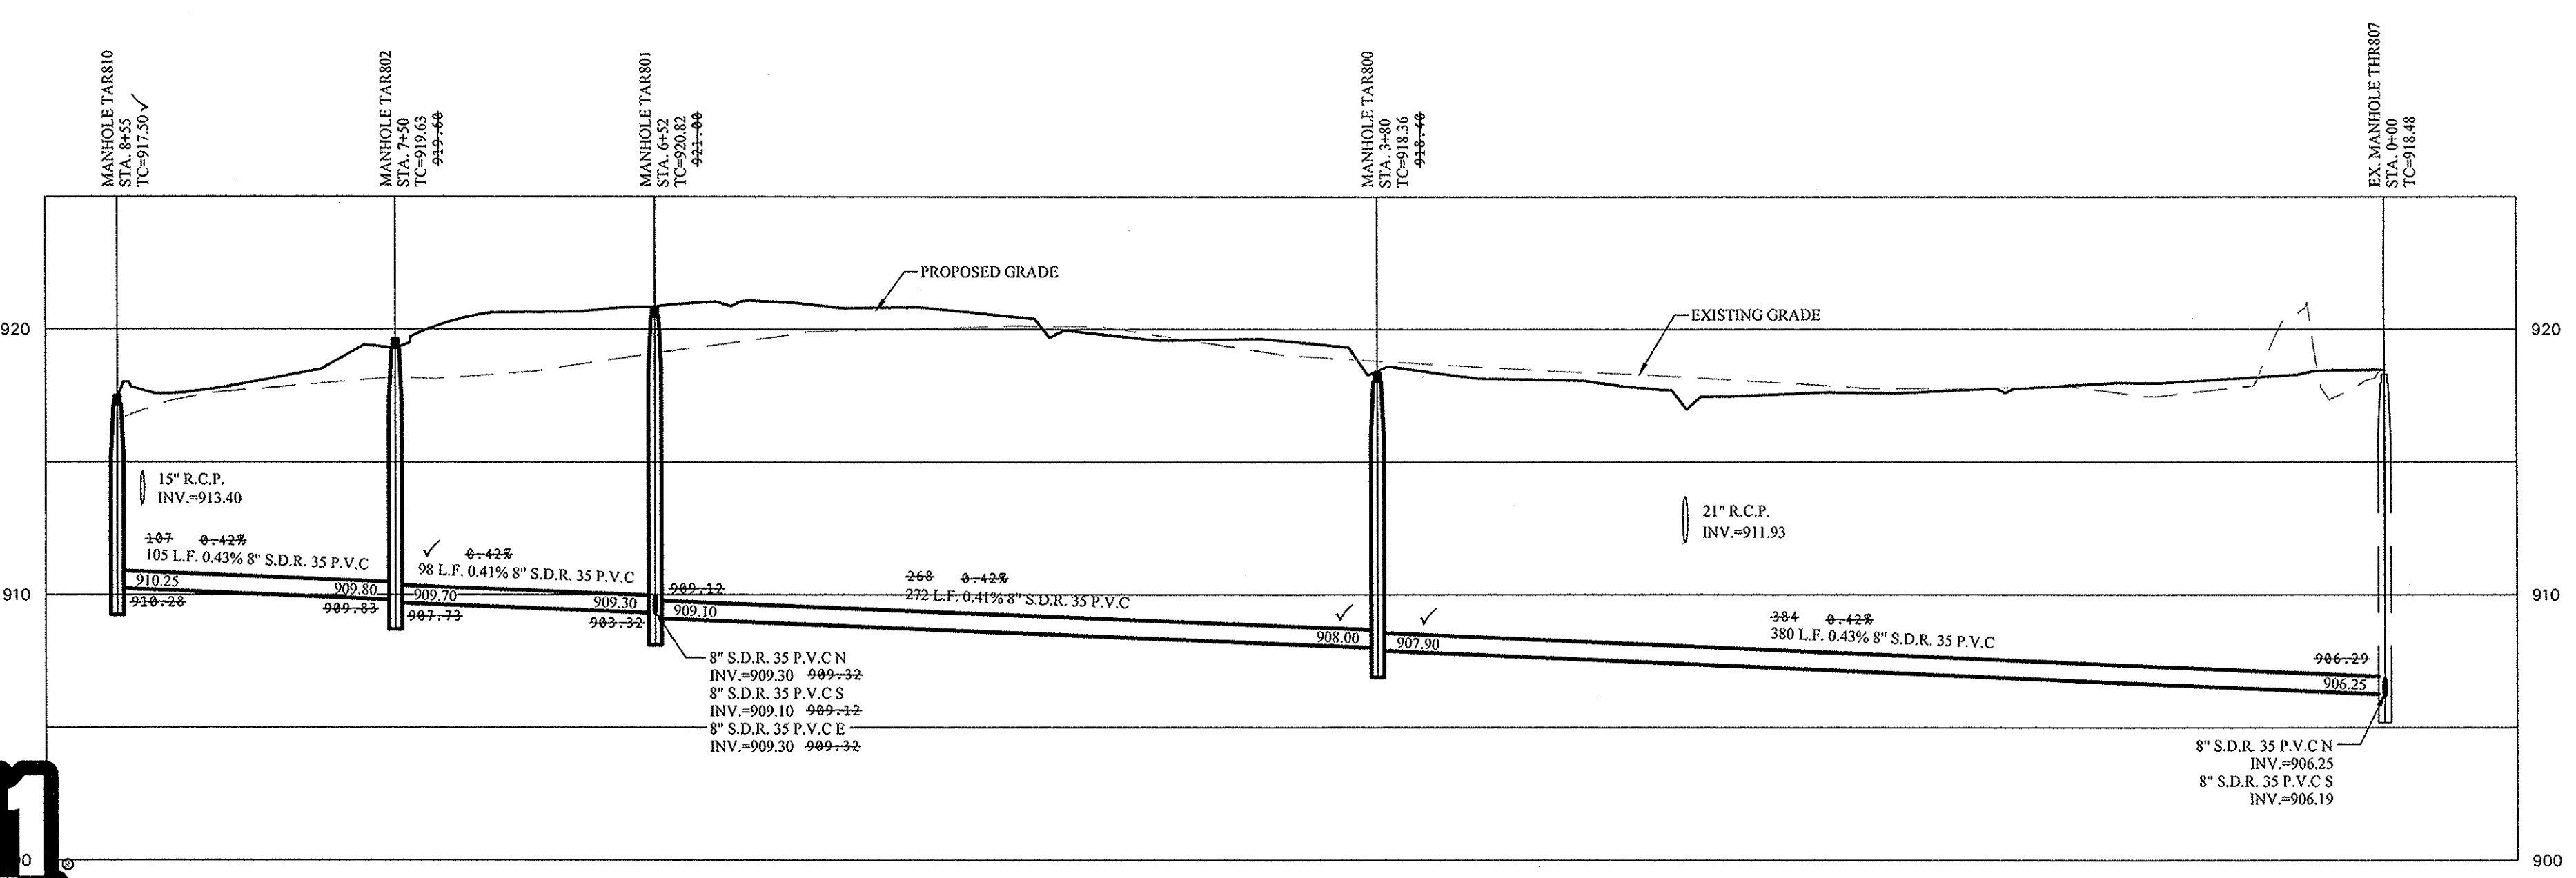 MANHOLE TAR810
STA. 8+55
TC=917.50 ✓
MANHOLE TAR802
STA. 7+50
TC=919.63
919.60
MANHOLE TAR801
STA. 6+52
TC=920.82
921.00
MANHOLE TAR800
STA. 3+80
TC=918.36
918.40
EX. MANHOLE THR807
STA. 0+00
TC=918.48
PROPOSED GRADE
EXISTING GRADE
920
920
15" R.C.P.
INV.=913.40
21" R.C.P.
INV.=911.93
107 0.42%
105 L.F. 0.43% 8" S.D.R. 35 P.V.C
910.25
910.28
909.80
909.83
✓ 0.42%
98 L.F. 0.41% 8" S.D.R. 35 P.V.C
909.70
907.73
909.30
903.32
909.12
909.10
268 0.42%
272 L.F. 0.41% 8" S.D.R. 35 P.V.C
✓
908.00
✓
907.90
384 0.42%
380 L.F. 0.43% 8" S.D.R. 35 P.V.C
906.29
906.25
910
910
8" S.D.R. 35 P.V.C N
INV.=909.30 909.32
8" S.D.R. 35 P.V.C S
INV.=909.10 909.12
8" S.D.R. 35 P.V.C E
INV.=909.30 909.32
8" S.D.R. 35 P.V.C N
INV.=906.25
8" S.D.R. 35 P.V.C S
INV.=906.19
1®
900